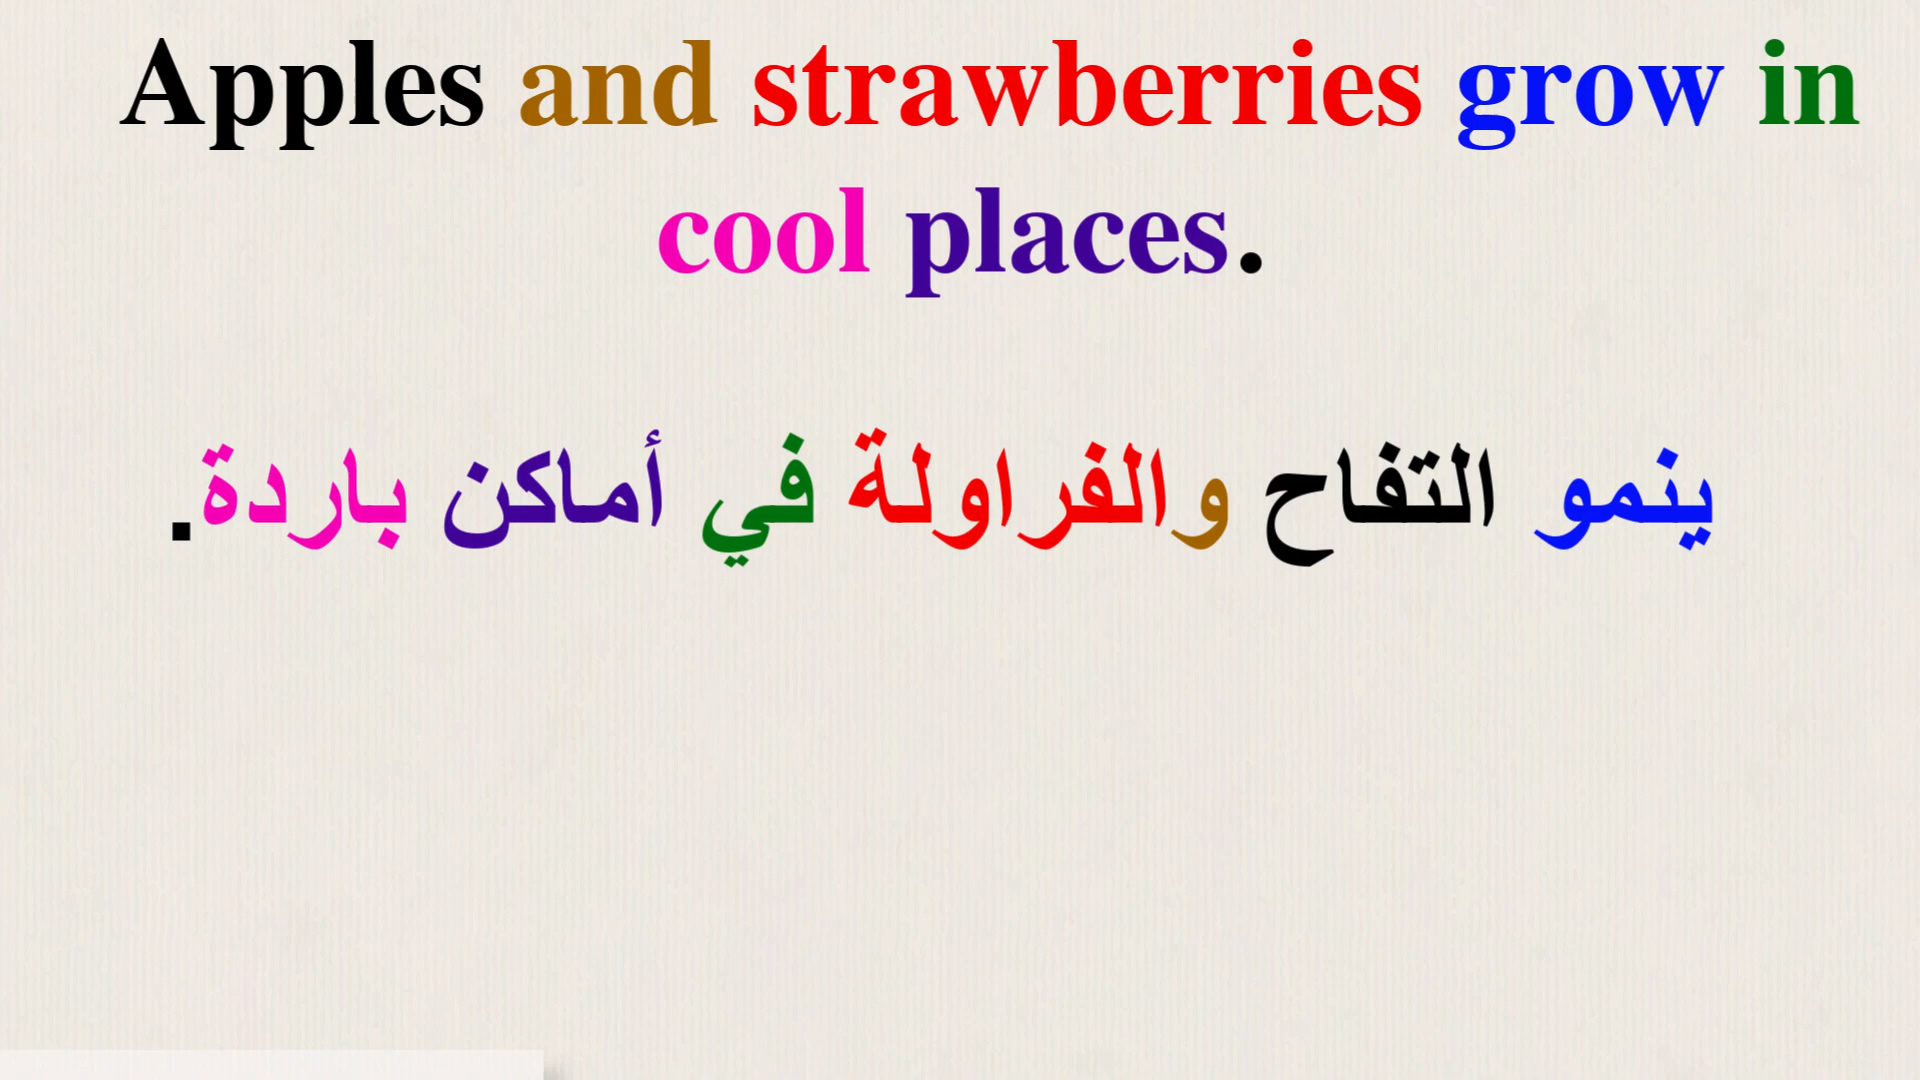 Apples and strawberries grow in
cool places.
ينمو التفاح والفراولة في أماكن باردة.